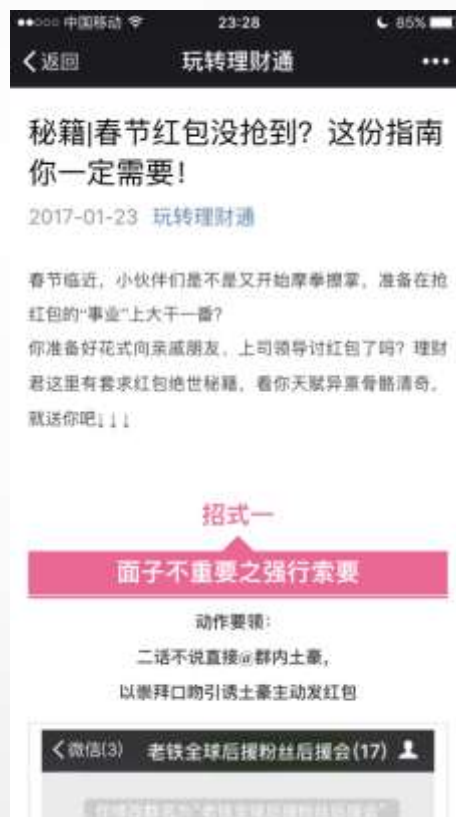 中国移动 23:28 85%
返回 玩转理财通
秘籍|春节红包没抢到？这份指南
你一定需要！
2017-01-23 玩转理财通
春节临近，小伙伴们是不是又开始摩拳擦掌，准备在抢
红包的“事业”上大干一番？
你准备好花式向亲戚朋友、上司领导讨红包了吗？理财
君这里有套求红包绝世秘籍，看你天赋异禀骨骼清奇，
就送你吧↓↓↓
招式一
面子不重要之强行索要
动作要领：
二话不说直接@群内土豪，
以崇拜口吻引诱土豪主动发红包
微信(3) 老铁全球后援粉丝后援会(17)